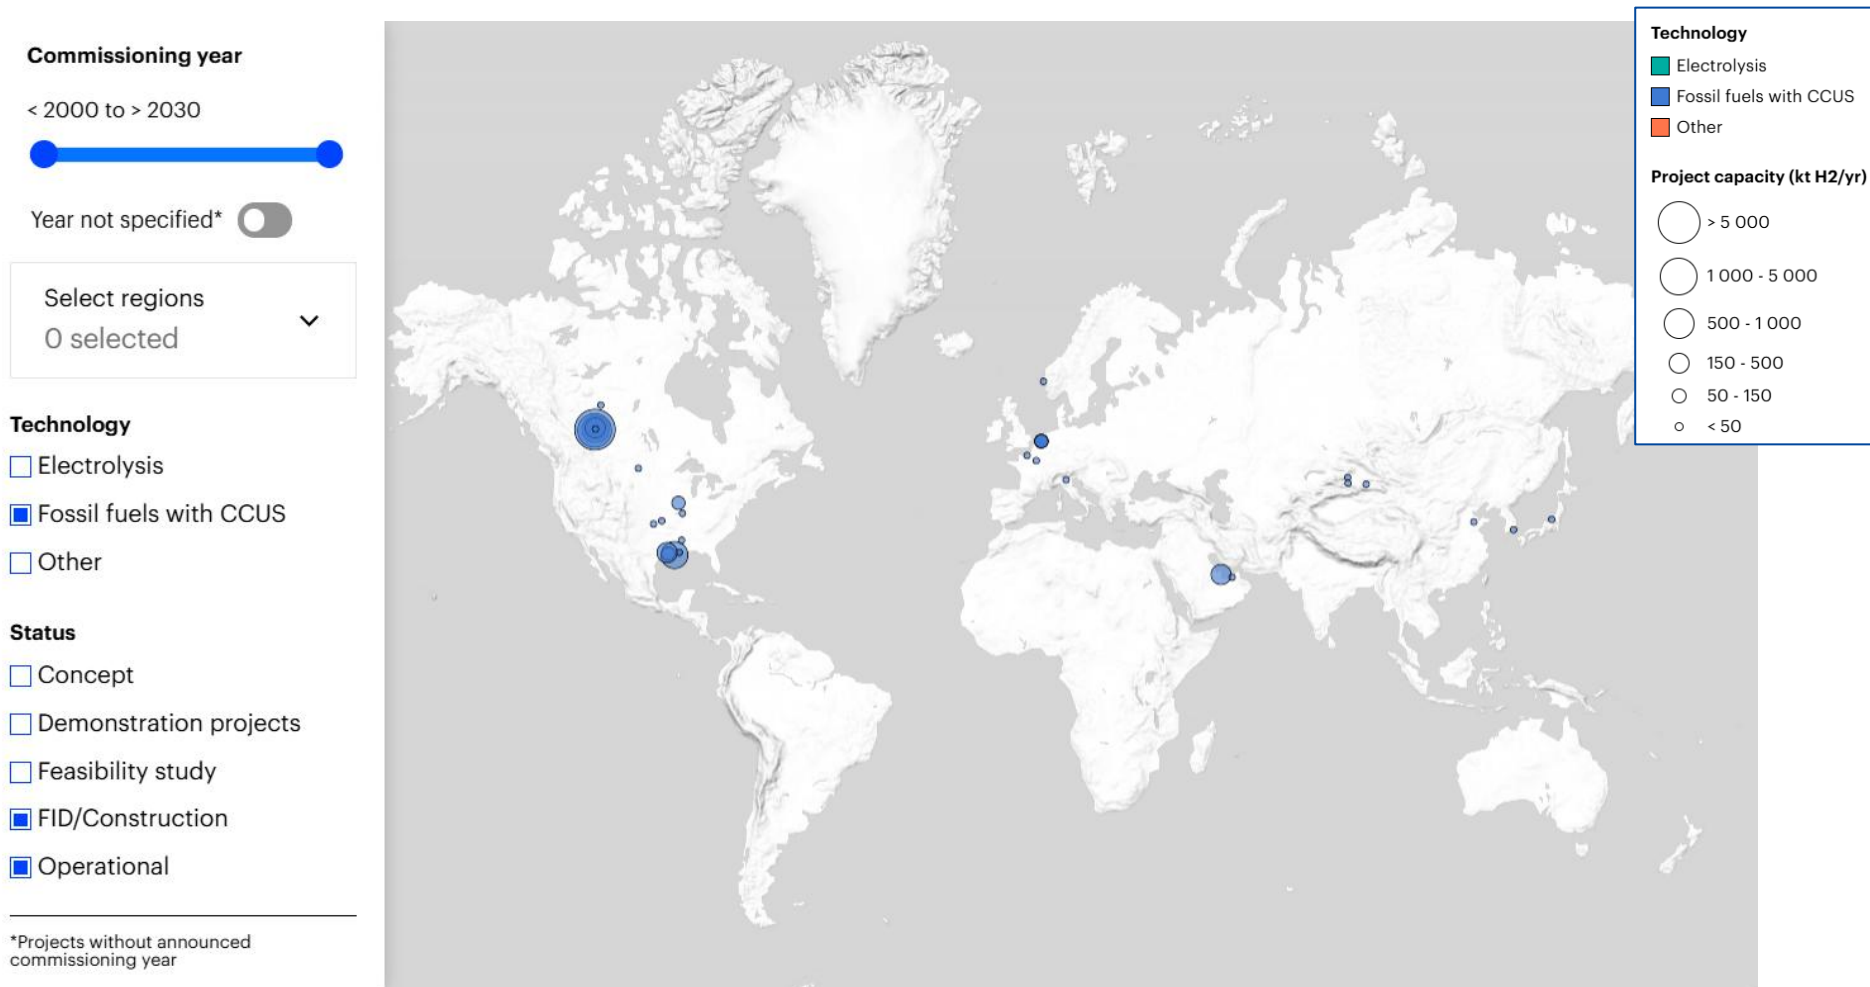 Commissioning year
< 2000 to > 2030
Year not specified*
Select regions
0 selected
Technology
Electrolysis
Fossil fuels with CCUS
Other
Status
Concept
Demonstration projects
Feasibility study
FID/Construction
Operational
*Projects without announced
commissioning year
Technology
Electrolysis
Fossil fuels with CCUS
Other
Project capacity (kt H2/yr)
> 5 000
1 000 - 5 000
500 - 1 000
150 - 500
50 - 150
< 50